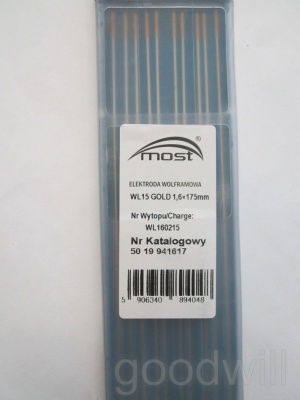 most®
ELEKTRODA WOLFRAMOWA
WL15 GOLD 1,6×175mm
Nr Wytopu/Charge:
WL160215
Nr Katalogowy
50 19 941617
5 906340 894048
goodwill